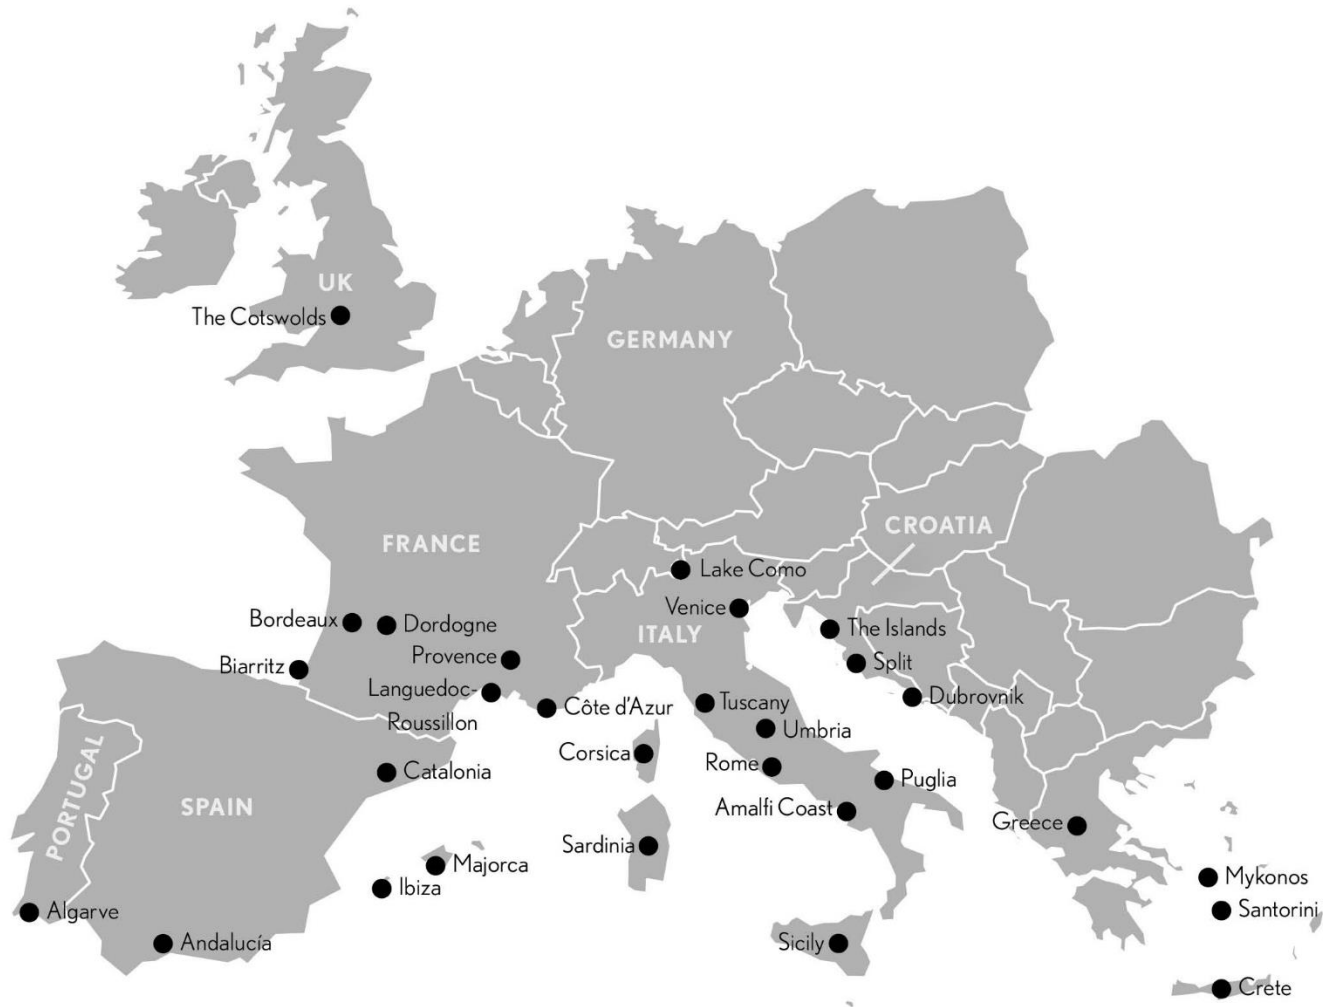 UK
The Cotswolds
GERMANY
CROATIA
FRANCE
Lake Como
Venice
Bordeaux
Dordogne
The Islands
ITALY
Provence
Split
Biarritz
Languedoc-
Roussillon
Dubrovnik
Côte d'Azur
Tuscany
Umbria
Corsica
Rome
Catalonia
Puglia
PORTUGAL
SPAIN
Amalfi Coast
Greece
Sardinia
Majorca
Ibiza
Mykonos
Algarve
Santorini
Andalucía
Sicily
Crete